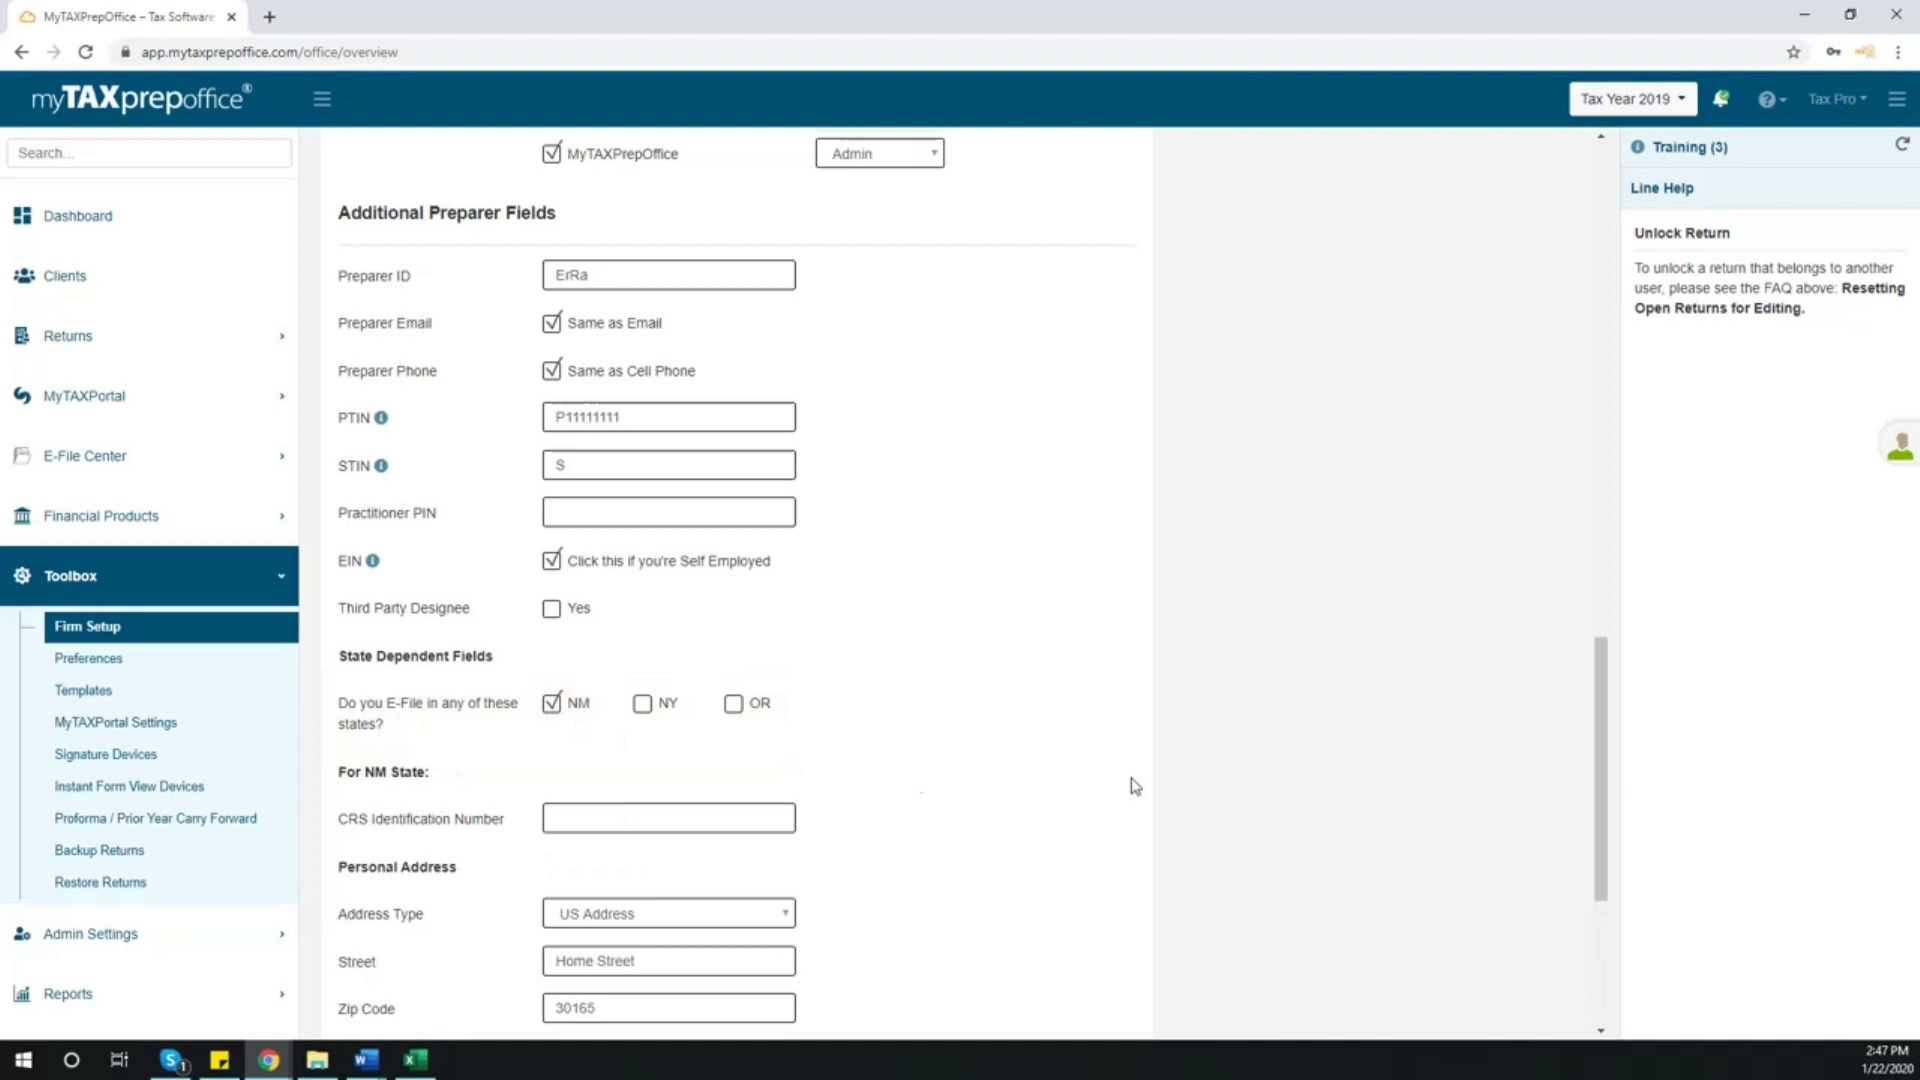 MyTAXPrepOffice – Tax Software
app.mytaxprepoffice.com/office/overview
myTAXprepoffice®
Tax Year 2019
Tax Pro
Search...
Dashboard
Clients
Returns
MyTAXPortal
E-File Center
Financial Products
Toolbox
Firm Setup
Preferences
Templates
MyTAXPortal Settings
Signature Devices
Instant Form View Devices
Proforma / Prior Year Carry Forward
Backup Returns
Restore Returns
Admin Settings
Reports
MyTAXPrepOffice Admin
Additional Preparer Fields
Preparer ID ErRa
Preparer Email Same as Email
Preparer Phone Same as Cell Phone
PTIN P11111111
STIN S
Practitioner PIN
EIN Click this if you're Self Employed
Third Party Designee Yes
State Dependent Fields
Do you E-File in any of these NM NY OR
states?
For NM State:
CRS Identification Number
Personal Address
Address Type US Address
Street Home Street
Zip Code 30165
Training (3)
Line Help
Unlock Return
To unlock a return that belongs to another
user, please see the FAQ above: Resetting
Open Returns for Editing.
2:47 PM
1/22/2020